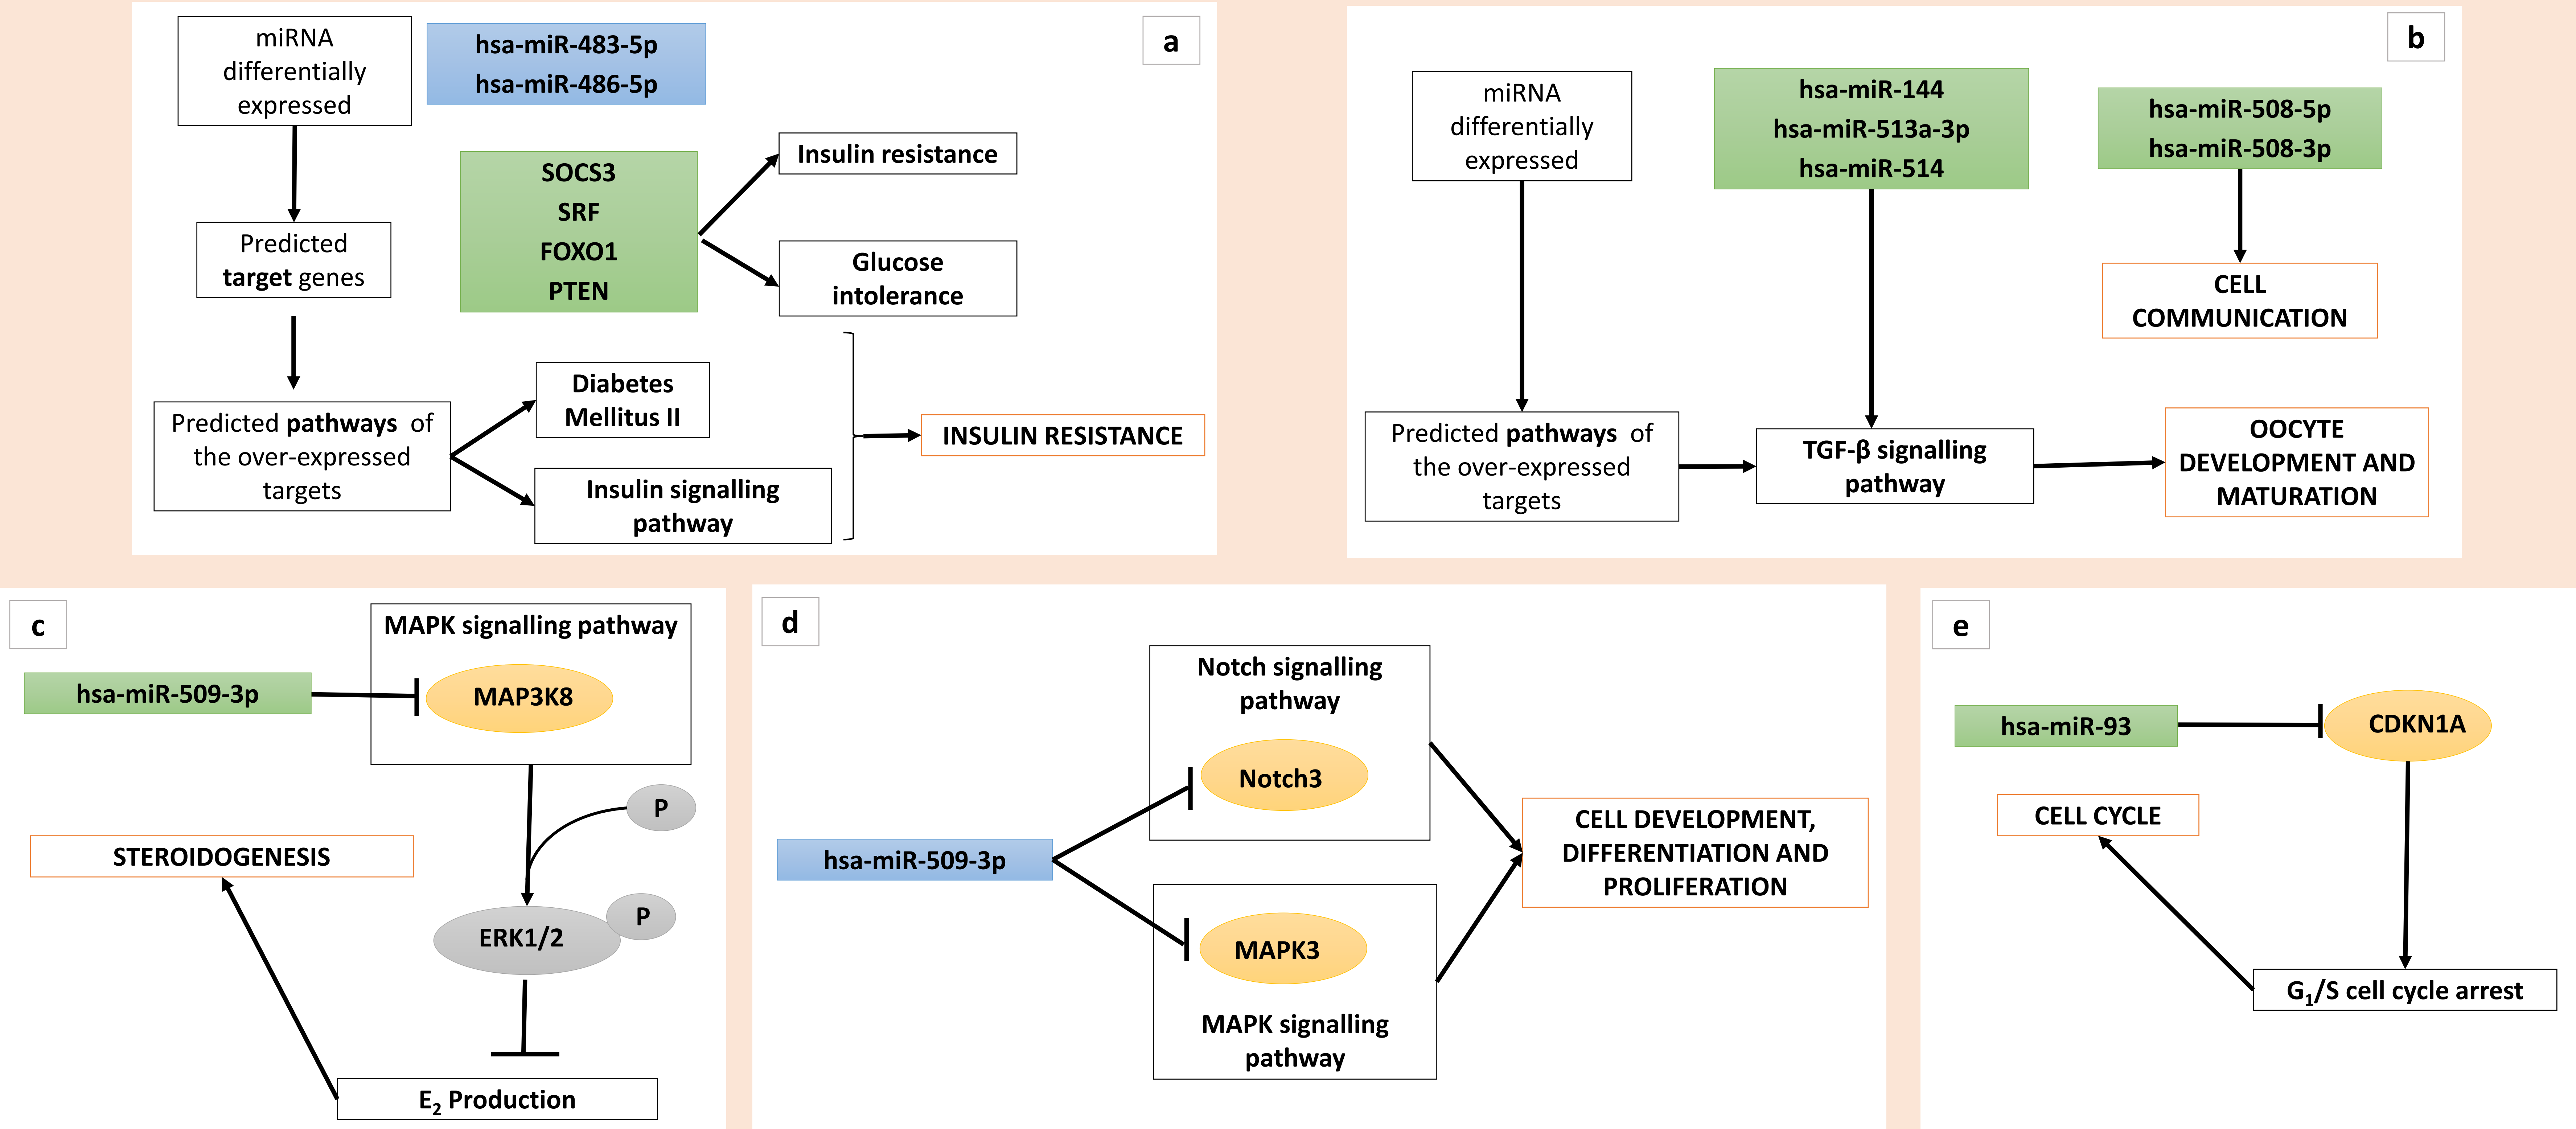 a
miRNA
differentially
expressed
hsa-miR-483-5p
hsa-miR-486-5p
SOCS3
SRF
FOXO1
PTEN
Insulin resistance
Glucose
intolerance
Predicted
target genes
Predicted pathways of
the over-expressed
targets
Diabetes
Mellitus II
Insulin signalling
pathway
INSULIN RESISTANCE
b
miRNA
differentially
expressed
hsa-miR-144
hsa-miR-513a-3p
hsa-miR-514
hsa-miR-508-5p
hsa-miR-508-3p
CELL
COMMUNICATION
Predicted pathways of
the over-expressed
targets
TGF-β signalling
pathway
OOCYTE
DEVELOPMENT AND
MATURATION
c
MAPK signalling pathway
hsa-miR-509-3p
MAP3K8
P
STEROIDOGENESIS
P
ERK1/2
E₂ Production
d
Notch signalling
pathway
Notch3
hsa-miR-509-3p
CELL DEVELOPMENT,
DIFFERENTIATION AND
PROLIFERATION
MAPK3
MAPK signalling
pathway
e
hsa-miR-93
CDKN1A
CELL CYCLE
G₁/S cell cycle arrest